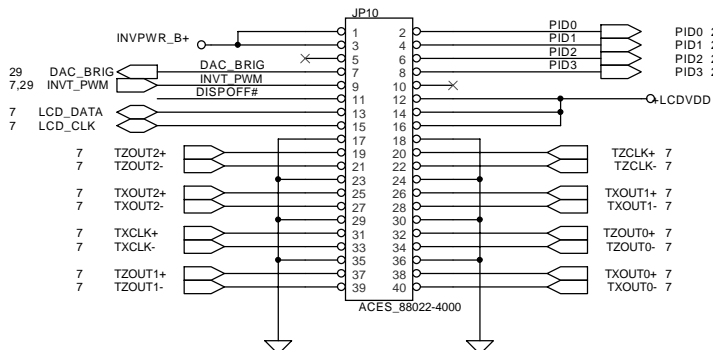 JP10
INVPWR_B+
1 2 PID0 PID0 2
3 4 PID1 PID1 2
5 6 PID2 PID2 2
29 DAC_BRIG DAC_BRIG 7 8 PID3 PID3 2
7,29 INVT_PWM INVT_PWM 9 10
DISPOFF# 11 12 +LCDVDD
7 LCD_DATA 13 14
7 LCD_CLK 15 16
17 18
7 TZOUT2+ 19 20 TZCLK+ 7
7 TZOUT2- 21 22 TZCLK- 7
23 24
7 TXOUT2+ 25 26 TXOUT1+ 7
7 TXOUT2- 27 28 TXOUT1- 7
29 30
7 TXCLK+ 31 32 TZOUT0+ 7
7 TXCLK- 33 34 TZOUT0- 7
35 36
7 TZOUT1+ 37 38 TXOUT0+ 7
7 TZOUT1- 39 40 TXOUT0- 7
ACES_88022-4000